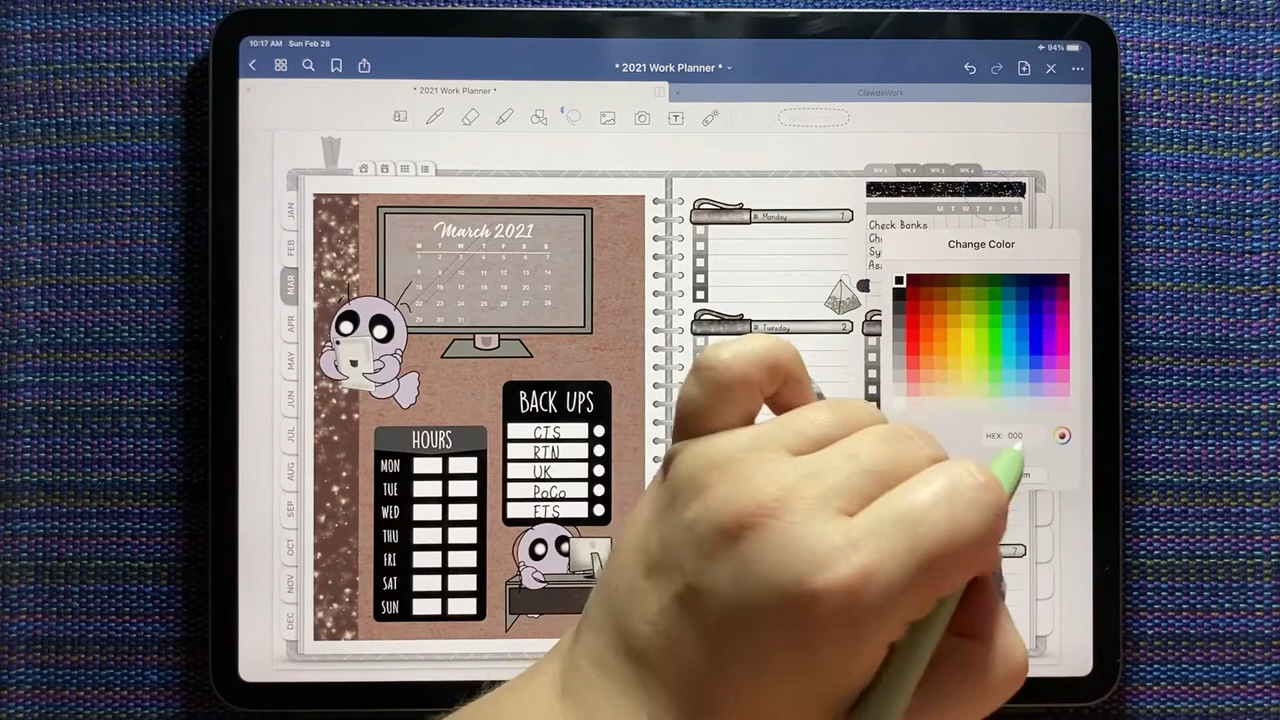 10:17 AM Sun Feb 28
94%
* 2021 Work Planner *
* 2021 Work Planner *
ClawdeWork
WK 1 WK 2 WK 3 WK 4
M T W T F S S
JAN
FEB
MAR
APR
MAY
JUN
JUL
AUG
SEP
OCT
NOV
DEC
March 2021
M T W T F S S
1 2 3 4 5 6 7
8 9 10 11 12 13 14
15 16 17 18 19 20 21
22 23 24 25 26 27 28
29 30 31
BACK UPS
CTS
RTN
UK
PoGo
ETS
HOURS
MON
TUE
WED
THU
FRI
SAT
SUN
Monday 1
Tuesday 2
Check Banks
Change Color
HEX: 000
7